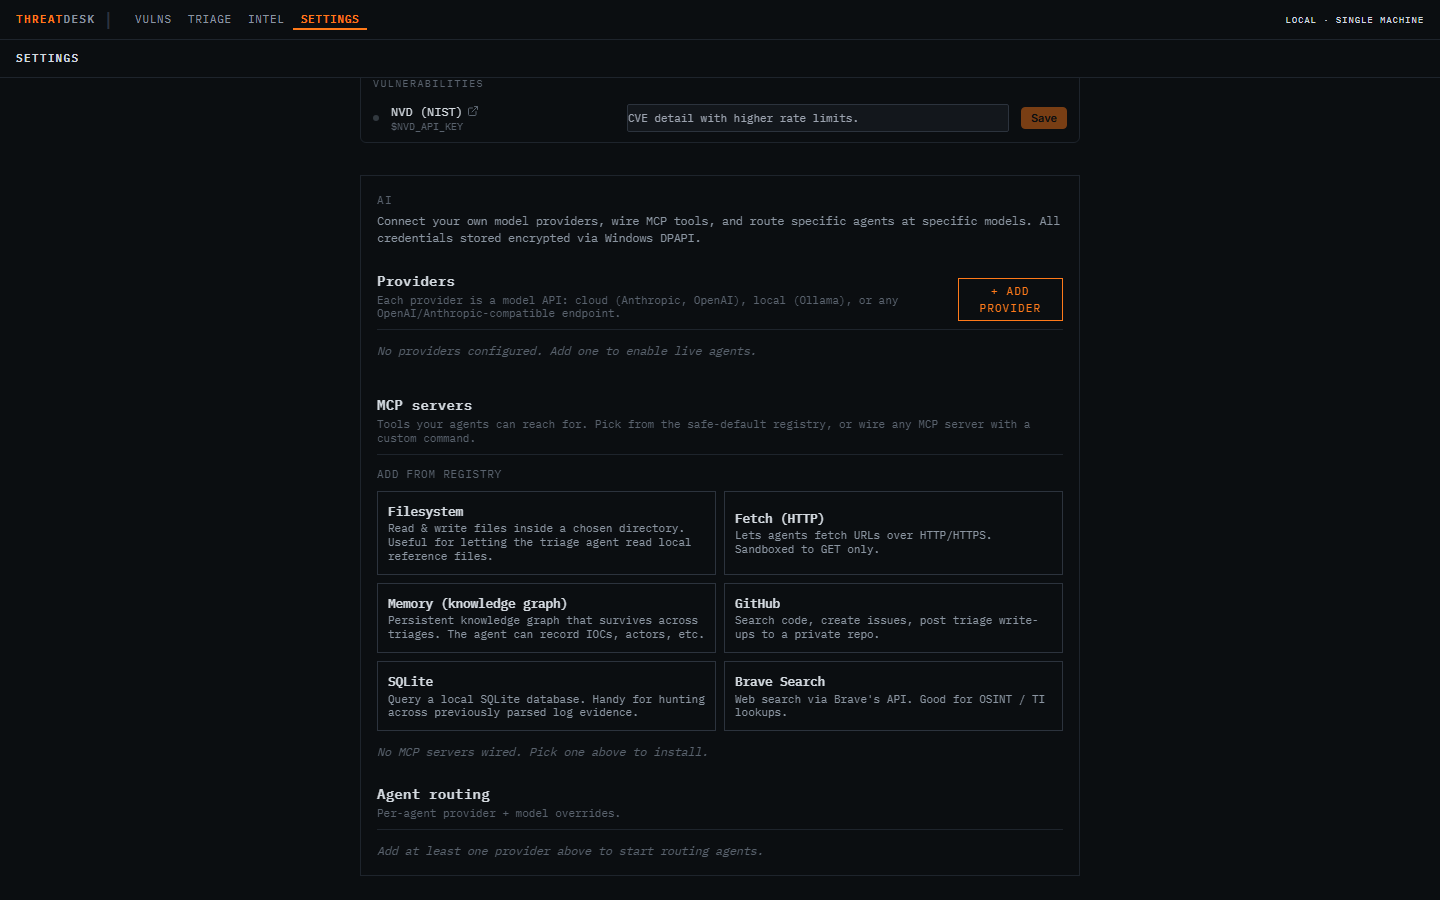 THREATDESK
VULNS TRIAGE INTEL SETTINGS
LOCAL · SINGLE MACHINE
SETTINGS
VULNERABILITIES
NVD (NIST)
$NVD_API_KEY
CVE detail with higher rate limits.
Save
AI
Connect your own model providers, wire MCP tools, and route specific agents at specific models. All
credentials stored encrypted via Windows DPAPI.
Providers
Each provider is a model API: cloud (Anthropic, OpenAI), local (Ollama), or any
OpenAI/Anthropic-compatible endpoint.
+ ADD
PROVIDER
No providers configured. Add one to enable live agents.
MCP servers
Tools your agents can reach for. Pick from the safe-default registry, or wire any MCP server with a
custom command.
ADD FROM REGISTRY
Filesystem
Read & write files inside a chosen directory.
Useful for letting the triage agent read local
reference files.
Fetch (HTTP)
Lets agents fetch URLs over HTTP/HTTPS.
Sandboxed to GET only.
Memory (knowledge graph)
Persistent knowledge graph that survives across
triages. The agent can record IOCs, actors, etc.
GitHub
Search code, create issues, post triage write-
ups to a private repo.
SQLite
Query a local SQLite database. Handy for hunting
across previously parsed log evidence.
Brave Search
Web search via Brave's API. Good for OSINT / TI
lookups.
No MCP servers wired. Pick one above to install.
Agent routing
Per-agent provider + model overrides.
Add at least one provider above to start routing agents.